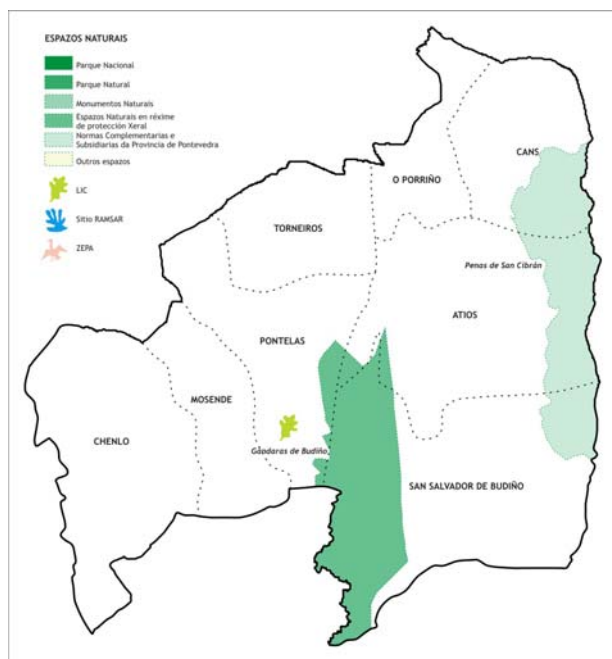 ESPAZOS NATURAIS
Parque Nacional
Parque Natural
Monumentos Naturais
Espazos Naturais en réxime
de protección Xeral
Normas Complementarias e
Subsidiarias da Provincia de Pontevedra
Outros espazos
LIC
Sitio RAMSAR
ZEPA
CANS
O PORRIÑO
TORNEIROS
Penas de San Cibrán
ATIOS
PONTELAS
MOSENDE
CHENLO
Gándaras de Budiño
SAN SALVADOR DE BUDIÑO